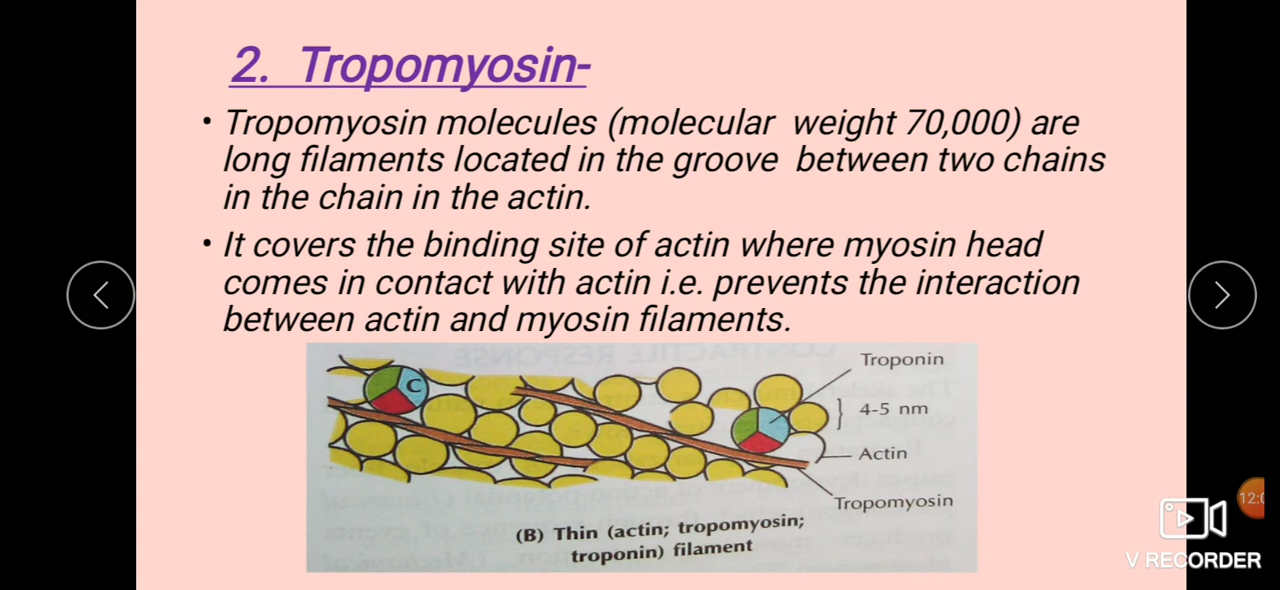 2. Tropomyosin-
• Tropomyosin molecules (molecular weight 70,000) are
long filaments located in the groove between two chains
in the chain in the actin.
• It covers the binding site of actin where myosin head
comes in contact with actin i.e. prevents the interaction
between actin and myosin filaments.
Troponin
C
4-5 nm
Actin
Tropomyosin
(B) Thin (actin; tropomyosin;
troponin) filament
V RECORDER